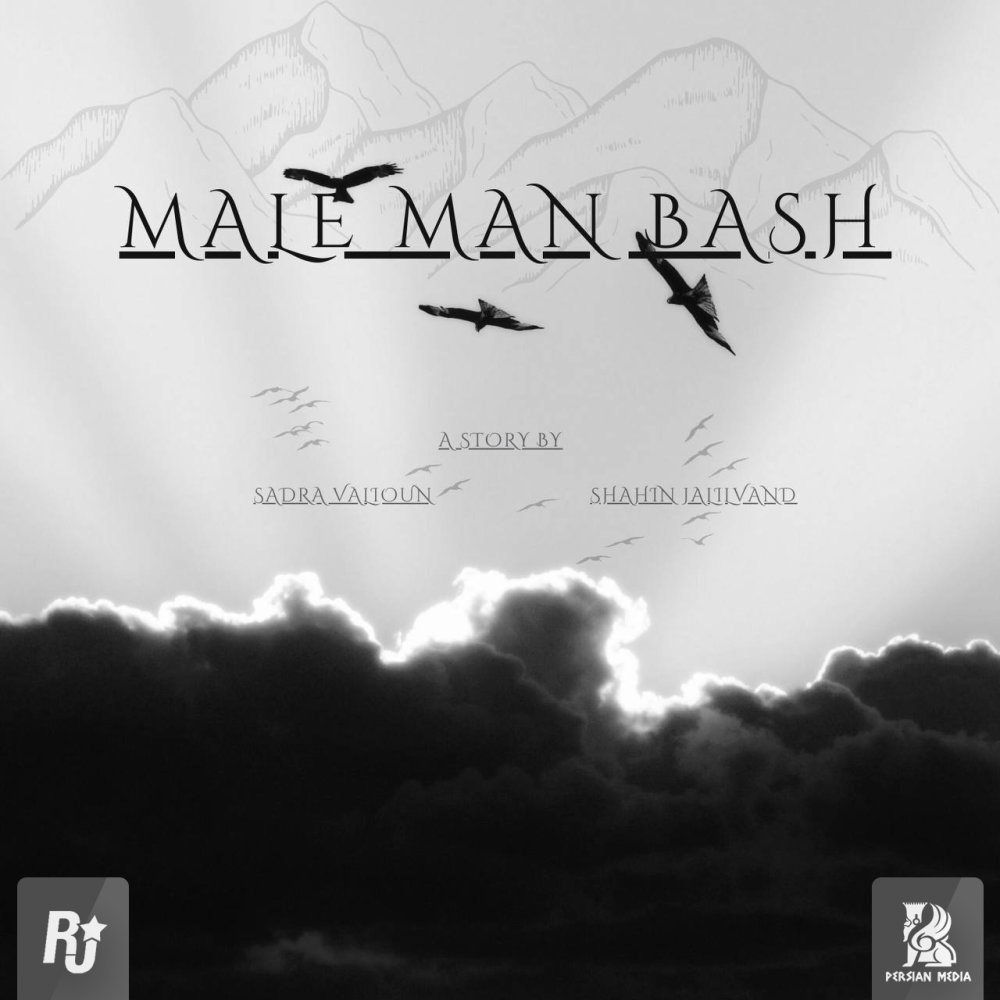 MALE MAN BASH
A STORY BY
SADRA VALIOUN
SHAHIN JALILVAND
RJ
PERSIAN MEDIA